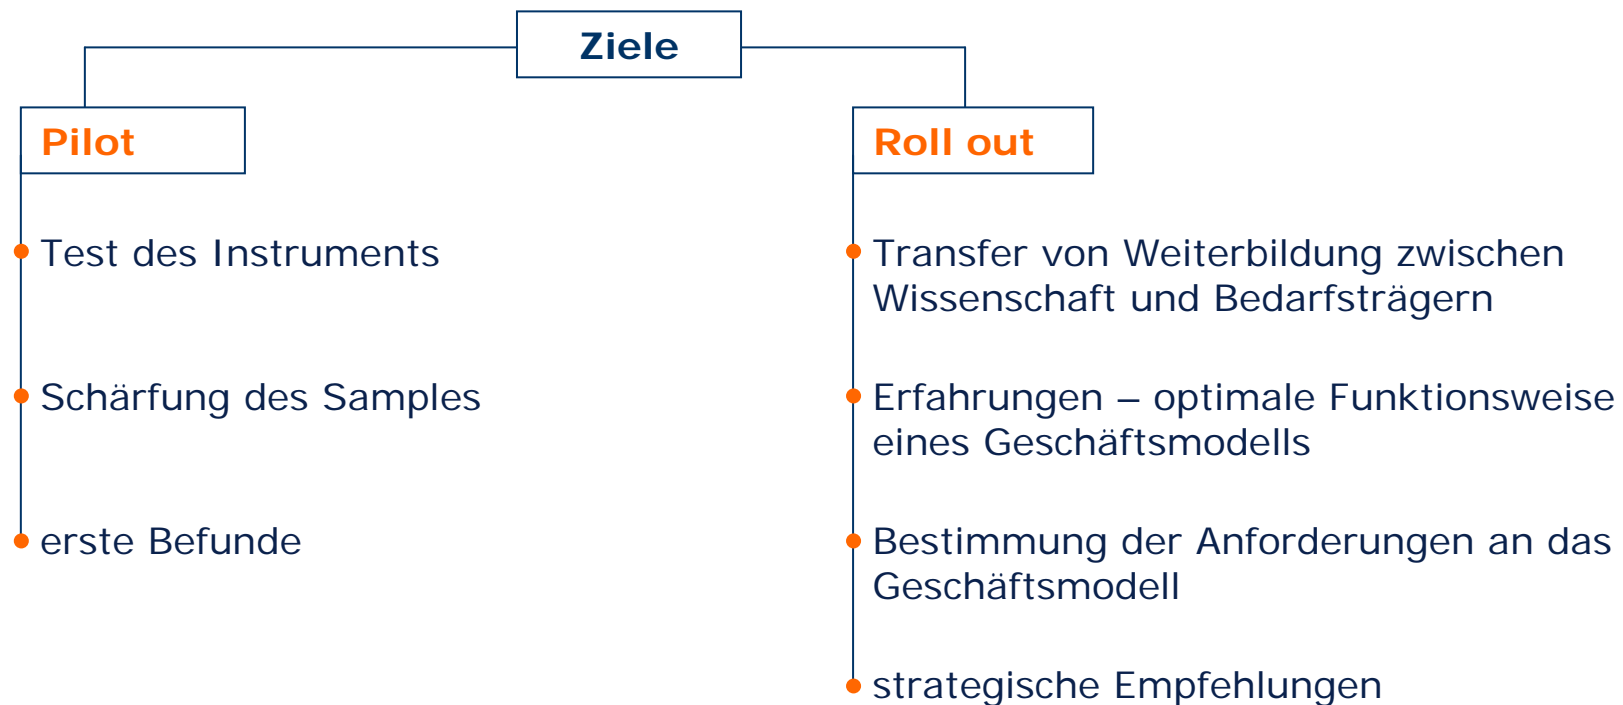 Ziele
Pilot
Test des Instruments
Schärfung des Samples
erste Befunde
Roll out
Transfer von Weiterbildung zwischen
Wissenschaft und Bedarfsträgern
Erfahrungen – optimale Funktionsweise
eines Geschäftsmodells
Bestimmung der Anforderungen an das
Geschäftsmodell
strategische Empfehlungen